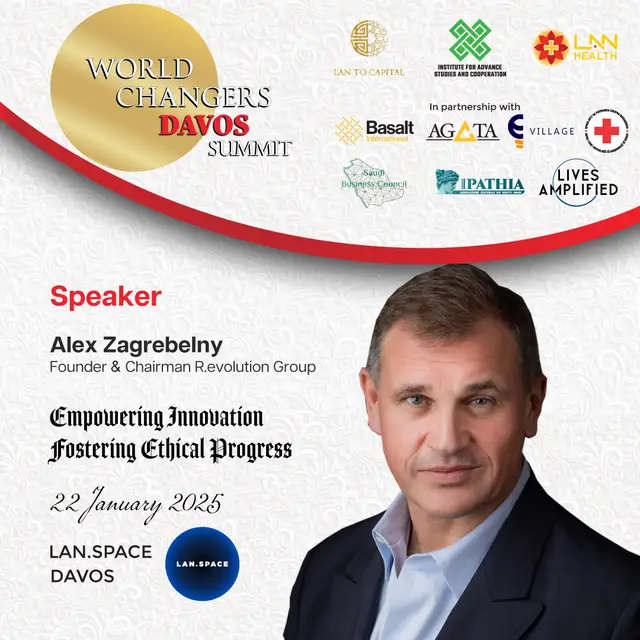 WORLD
CHANGERS
DAVOS
SUMMIT
LAN TO CAPITAL
INSTITUTE FOR ADVANCE
STUDIES AND COOPERATION
LAN
HEALTH
In partnership with
Basalt
International
AGATA
VILLAGE
Saudi
Business Council
IPATHIA
LIVES
AMPLIFIED
Speaker
Alex Zagrebelny
Founder & Chairman R.evolution Group
Empowering Innovation
Fostering Ethical Progress
22 January 2025
LAN.SPACE
DAVOS
LAN.SPACE